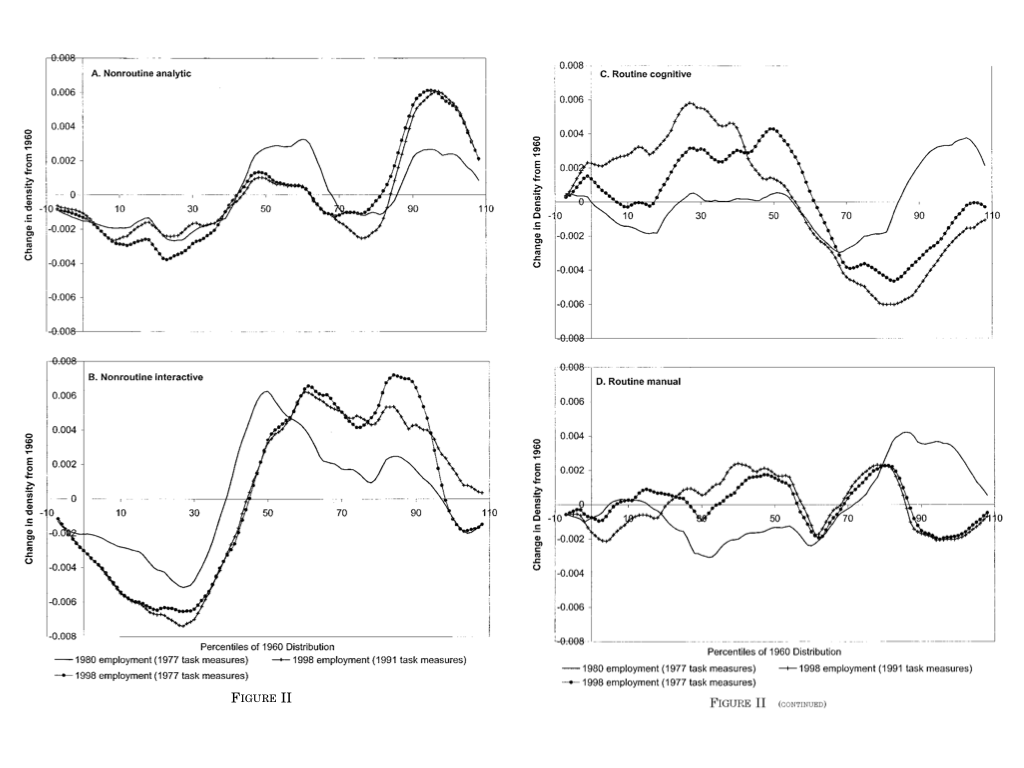 A. Nonroutine analytic
0.008
0.006
0.004
0.002
0
-0.002
-0.004
-0.006
-0.008
-10 10 30 50 70 90 110
Change in density from 1960
B. Nonroutine interactive
0.008
0.006
0.004
0.002
0
-0.002
-0.004
-0.006
-0.008
-10 10 30 50 70 90 110
Change in density from 1960
Percentiles of 1960 Distribution
1980 employment (1977 task measures) 1998 employment (1991 task measures)
1998 employment (1977 task measures)
FIGURE II
C. Routine cognitive
0.008
0.006
0.004
0.002
0
-0.002
-0.004
-0.006
-0.008
-10 10 30 50 70 90 110
Change in Density from 1960
D. Routine manual
0.008
0.006
0.004
0.002
0
-0.002
-0.004
-0.006
-0.008
-10 10 30 50 70 90 110
Change in Density from 1960
Percentiles of 1960 Distribution
1980 employment (1977 task measures) 1998 employment (1991 task measures)
1998 employment (1977 task measures)
FIGURE II (CONTINUED)